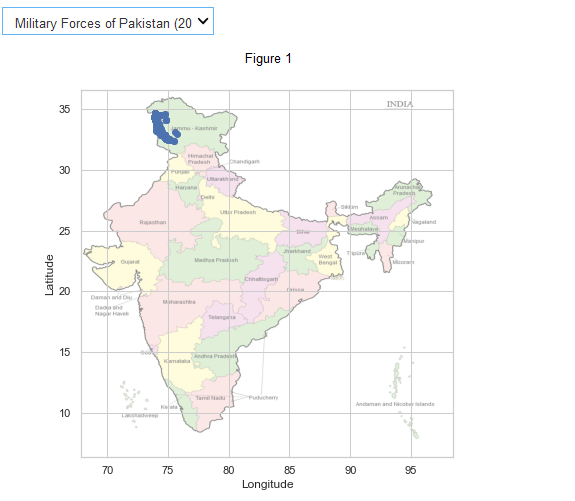 Military Forces of Pakistan (20
Figure 1
INDIA
35
Jammu - Kashmir
Himachal
Pradesh
Chandigarh
Punjab
30
Uttarakhand
Haryana
Delhi
Arunachal
Pradesh
Sikkim
Uttar Pradesh
Rajasthan
Assam
Nagaland
25
Bihar
Meghalaya
Manipur
Jharkhand
Tripura
Mizoram
Gujarat
Madhya Pradesh
West
Bengal
Chhattisgarh
20
Daman and Diu
Orissa
Dadra and
Nagar Haveli
Maharashtra
Telangana
15
Goa
Andhra Pradesh
Karnataka
Tamil Nadu
Puducherry
Kerala
Lakshadweep
Andaman and Nicobar Islands
10
70 75 80 85 90 95
Longitude
Latitude